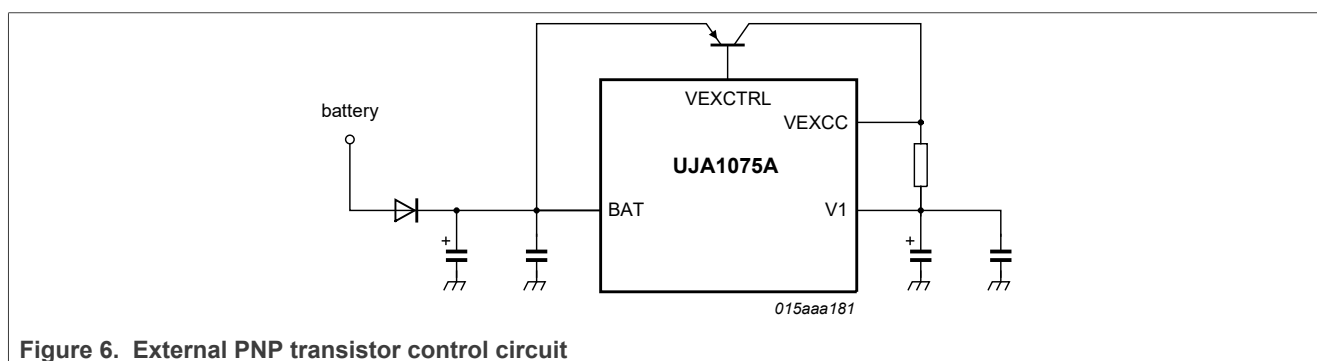 VEXCTRL
battery
VEXCC
UJA1075A
BAT
V1
+
+
015aaa181
Figure 6. External PNP transistor control circuit